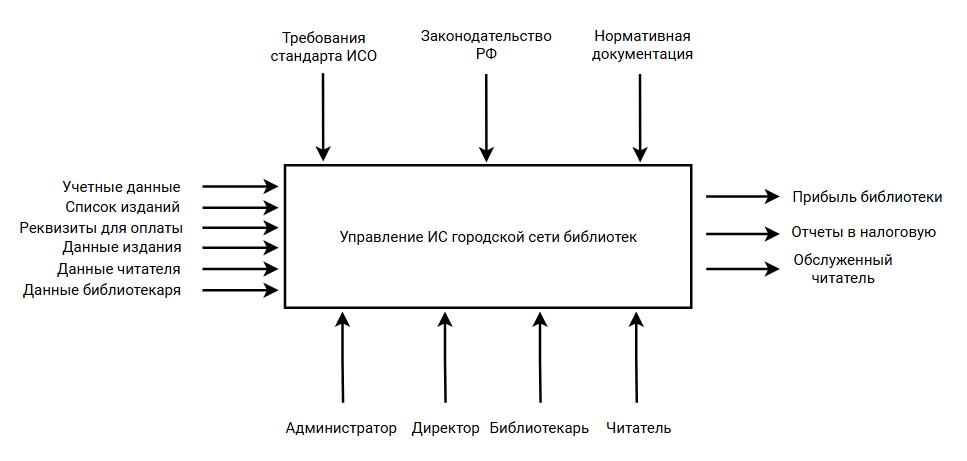 Требования
стандарта ИСО
Законодательство
РФ
Нормативная
документация
Учетные данные
Список изданий
Реквизиты для оплаты
Данные издания
Данные читателя
Данные библиотекаря
Управление ИС городской сети библиотек
Прибыль библиотеки
Отчеты в налоговую
Обслуженный
читатель
Администратор
Директор
Библиотекарь
Читатель